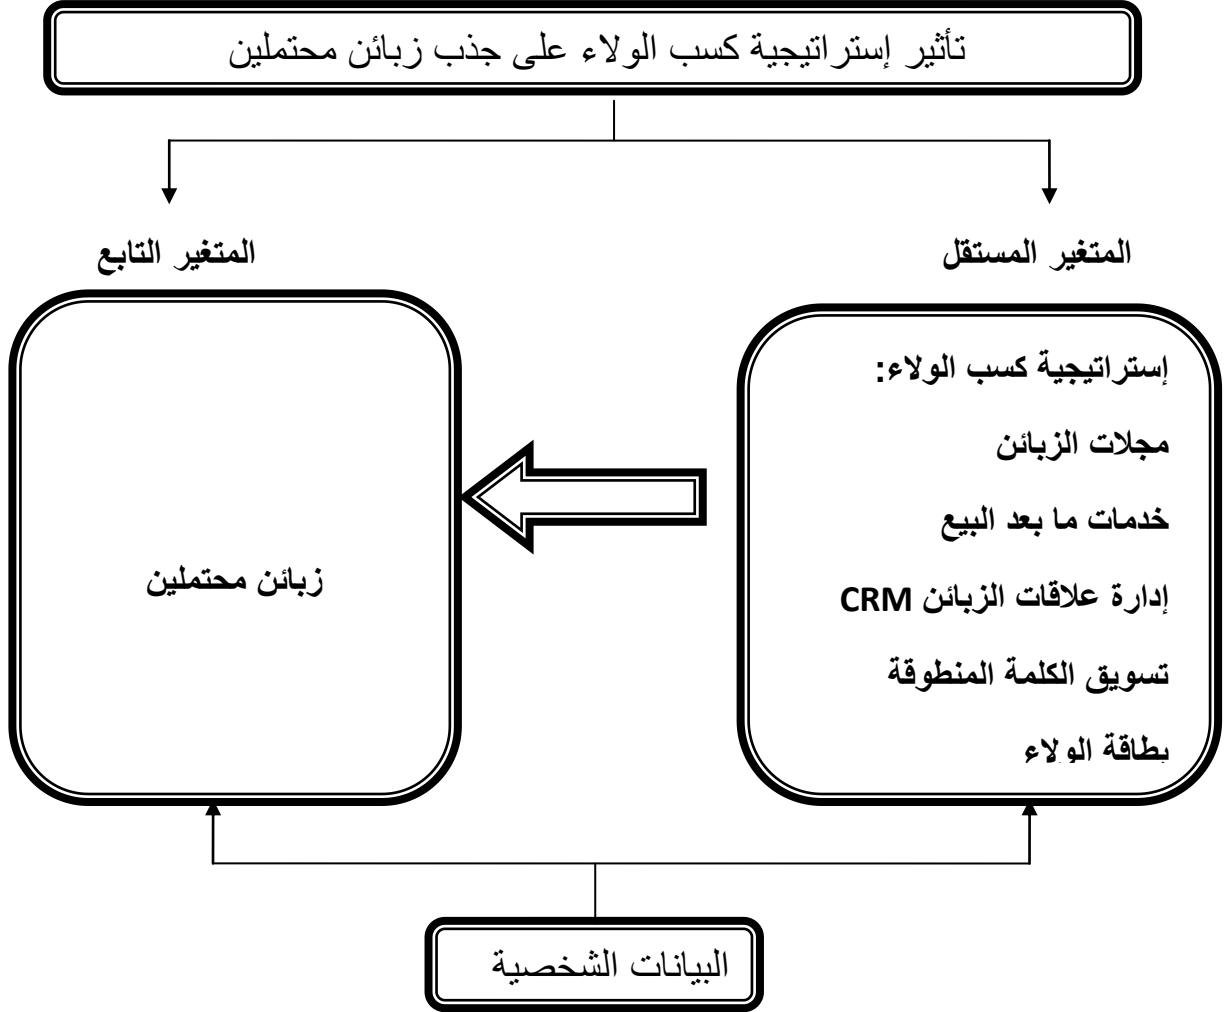 تأثير إستراتيجية كسب الولاء على جذب زبائن محتملين
المتغير المستقل
المتغير التابع
إستراتيجية كسب الولاء:
مجلات الزبائن
خدمات ما بعد البيع
إدارة علاقات الزبائن CRM
تسويق الكلمة المنطوقة
بطاقة الولاء
زبائن محتملين
البيانات الشخصية